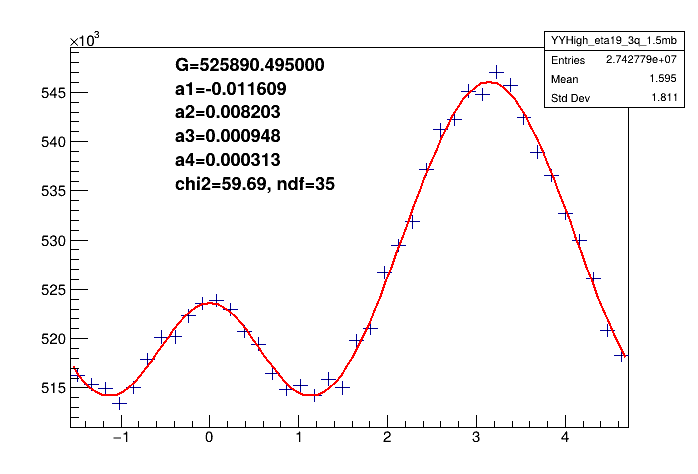 ×10³
YYHigh_eta19_3q_1.5mb
Entries 2.742779e+07
Mean 1.595
Std Dev 1.811
G=525890.495000
a1=-0.011609
a2=0.008203
a3=0.000948
a4=0.000313
chi2=59.69, ndf=35
545
540
535
530
525
520
515
−1 0 1 2 3 4